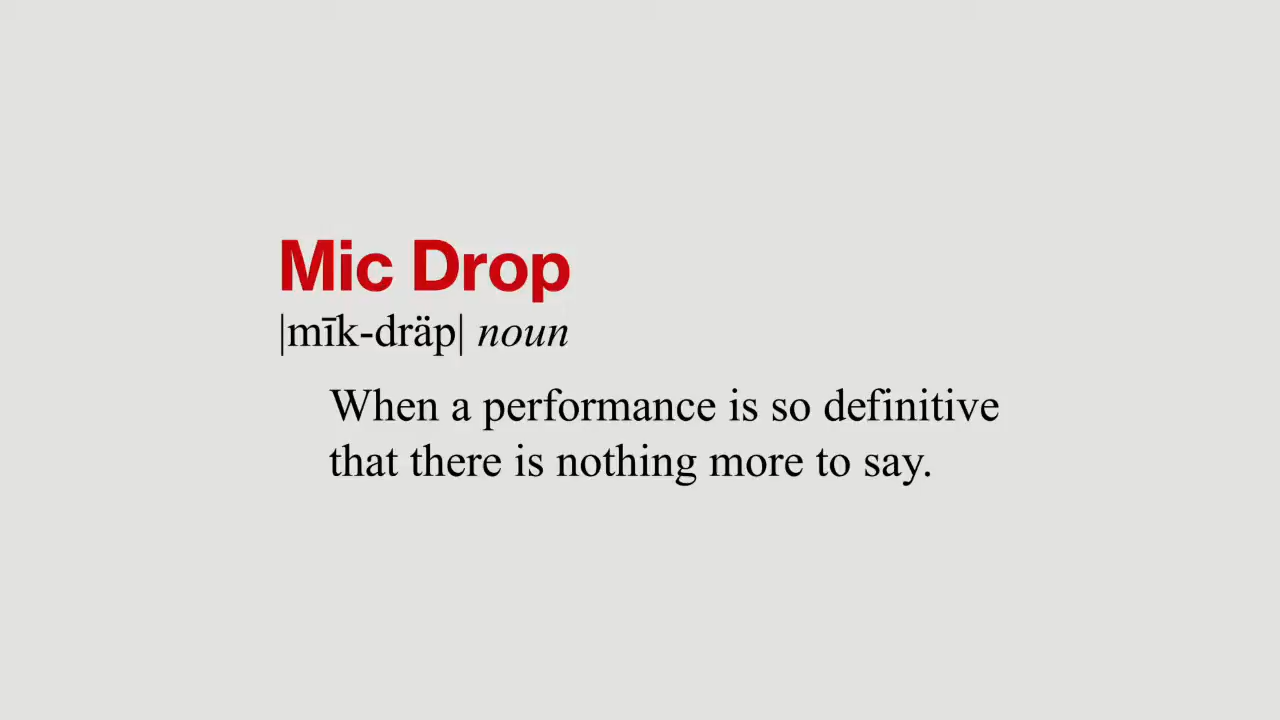 Mic Drop
|mīk-dräp| noun
When a performance is so definitive
that there is nothing more to say.